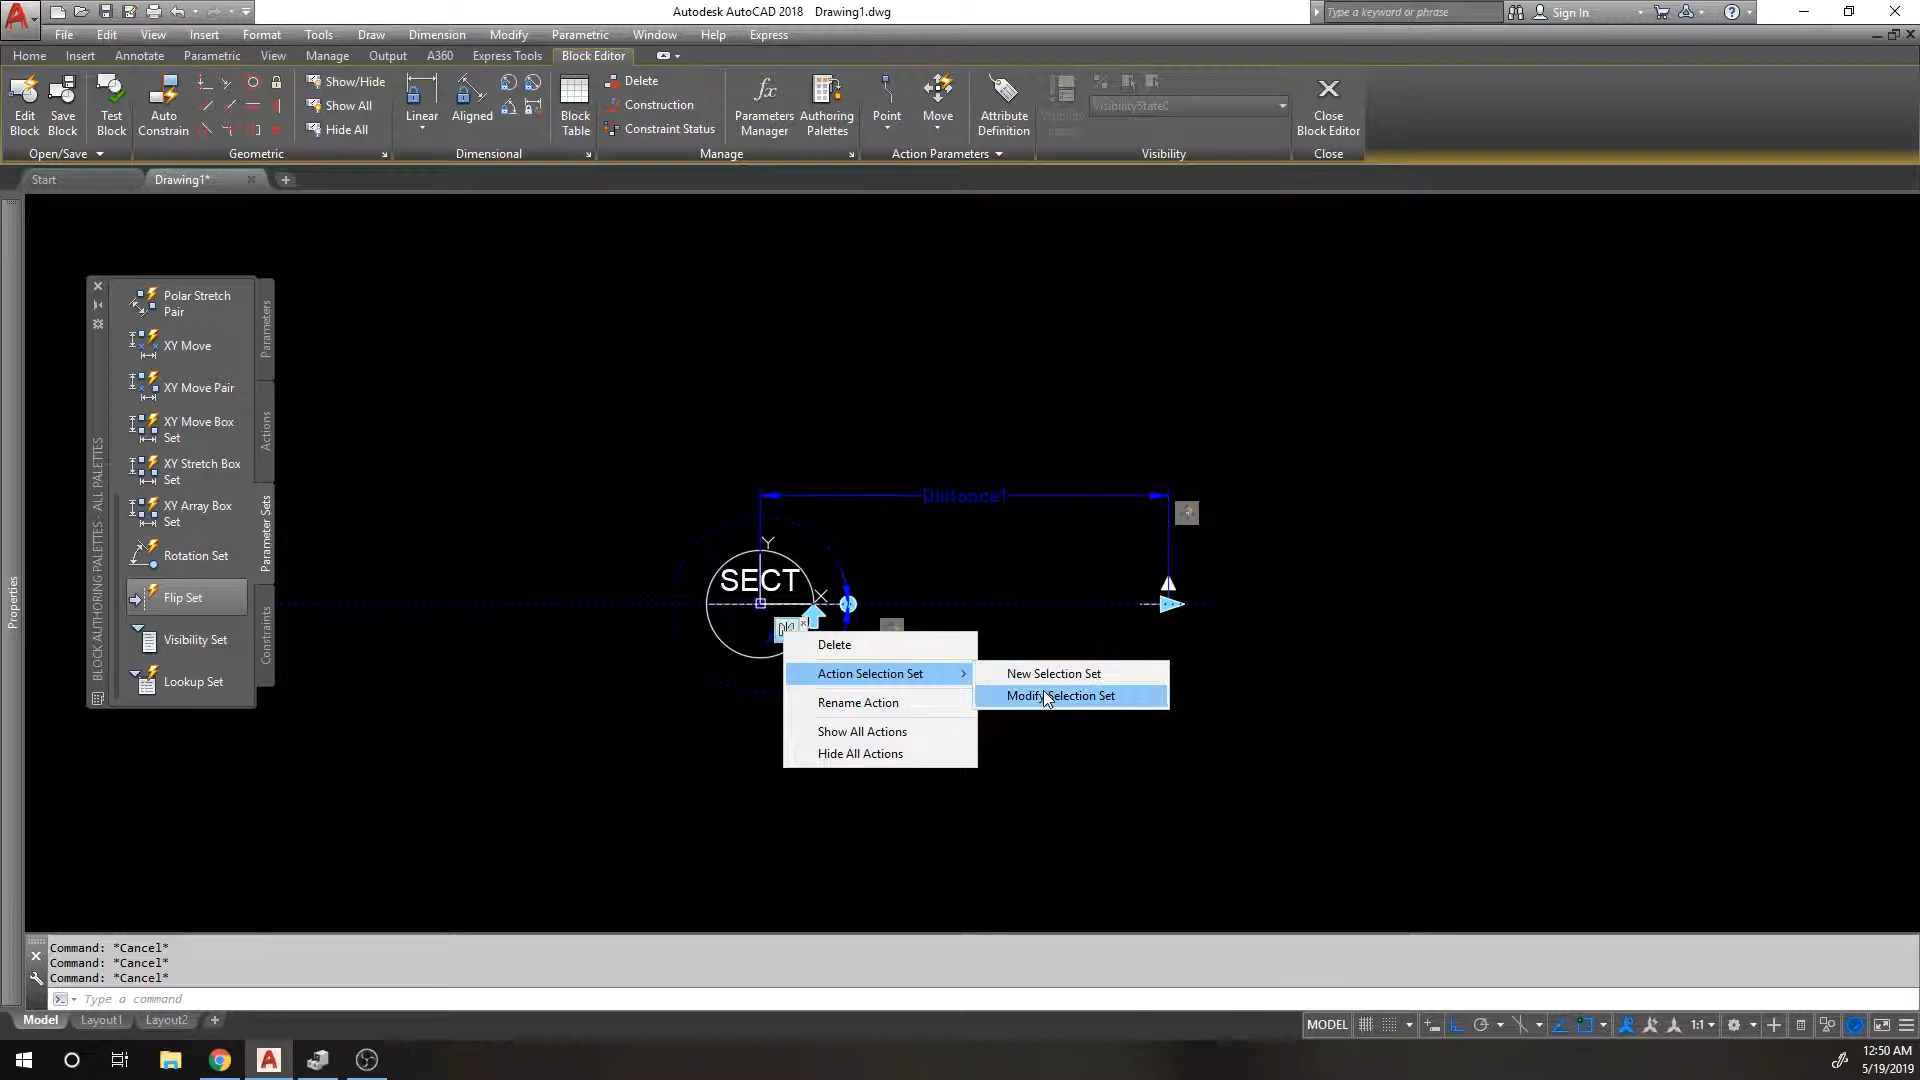 Autodesk AutoCAD 2018 Drawing1.dwg
Type a keyword or phrase
Sign In
File Edit View Insert Format Tools Draw Dimension Modify Parametric Window Help Express
Home Insert Annotate Parametric View Manage Output A360 Express Tools Block Editor
Edit Block
Save Block
Test Block
Auto Constrain
Show/Hide
Show All
Hide All
Linear
Aligned
Block Table
Delete
Construction
Constraint Status
Parameters Manager
Authoring Palettes
Point
Move
Attribute Definition
VisibilityState0
Close Block Editor
Open/Save Geometric Dimensional Manage Action Parameters Visibility Close
Start
Drawing1*
Polar Stretch Pair
XY Move
XY Move Pair
XY Move Box Set
XY Stretch Box Set
XY Array Box Set
Rotation Set
Flip Set
Visibility Set
Lookup Set
Parameters
Actions
Parameter Sets
Constraints
BLOCK AUTHORING PALETTES - ALL PALETTES
Properties
Distance1
Y
SECT
X
Delete
Action Selection Set
New Selection Set
Modify Selection Set
Rename Action
Show All Actions
Hide All Actions
Command: *Cancel*
Command: *Cancel*
Command: *Cancel*
Type a command
Model Layout1 Layout2
MODEL
1:1
12:50 AM
5/19/2019